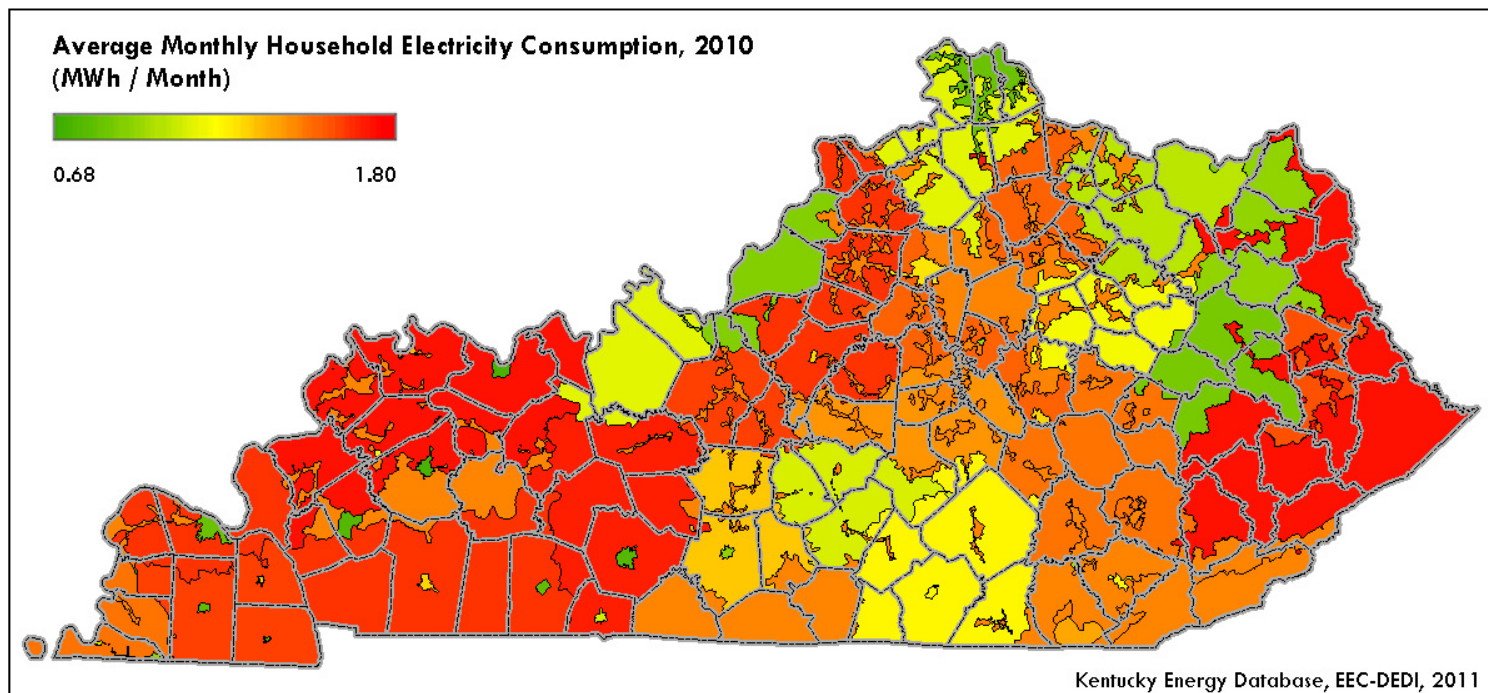 Average Monthly Household Electricity Consumption, 2010
(MWh / Month)
0.68 1.80
Kentucky Energy Database, EEC-DEDI, 2011